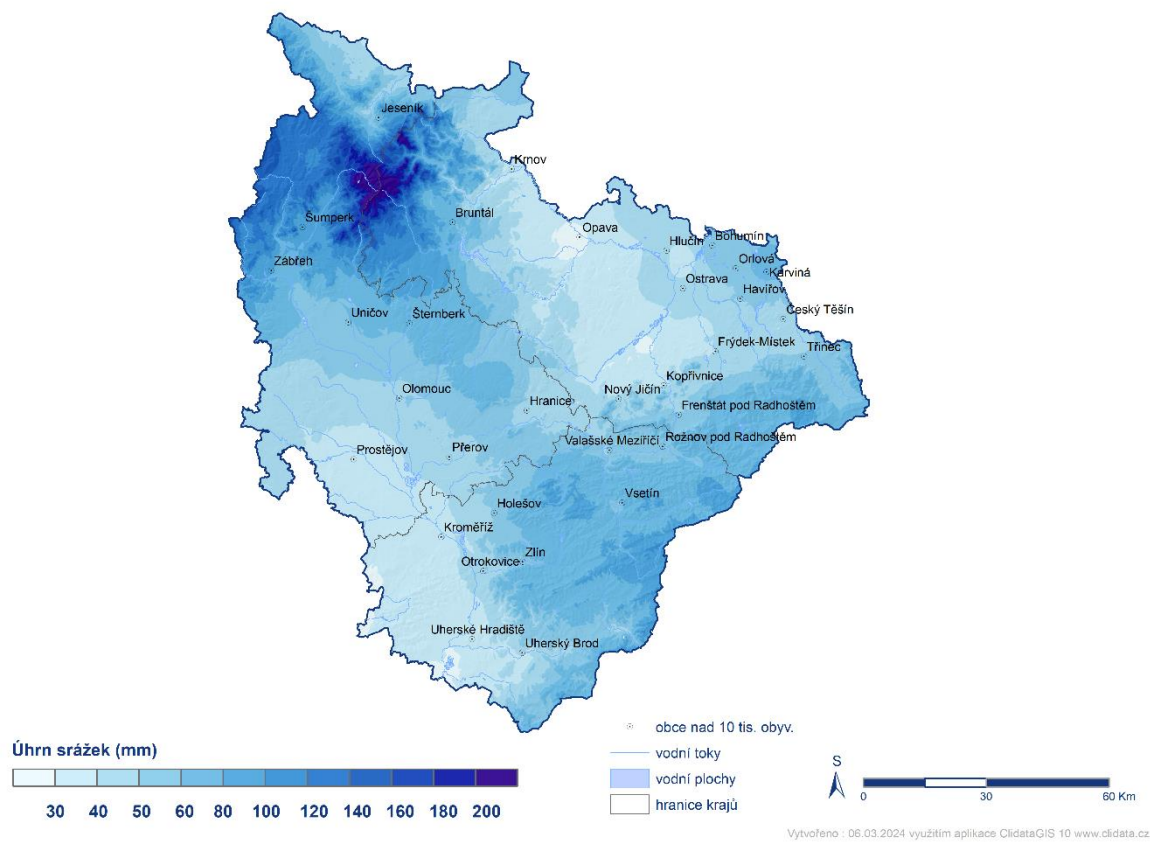 Jeseník
Krnov
Šumperk
Bruntál
Opava
Hlučín
Bohumín
Zábřeh
Orlová
Karviná
Ostrava
Havířov
Uničov
Šternberk
Český Těšín
Frýdek-Místek
Třinec
Kopřivnice
Olomouc
Nový Jičín
Hranice
Frenštát pod Radhoštěm
Valašské Meziříčí
Rožnov pod Radhoštěm
Prostějov
Přerov
Vsetín
Holešov
Kroměříž
Zlín
Otrokovice
Uherské Hradiště
Uherský Brod
Úhrn srážek (mm)
30 40 50 60 80 100 120 140 160 180 200
obce nad 10 tis. obyv.
vodní toky
vodní plochy
hranice krajů
S
0 30 60 Km
Vytvořeno : 06.03.2024 využitím aplikace ClidataGIS 10 www.clidata.cz